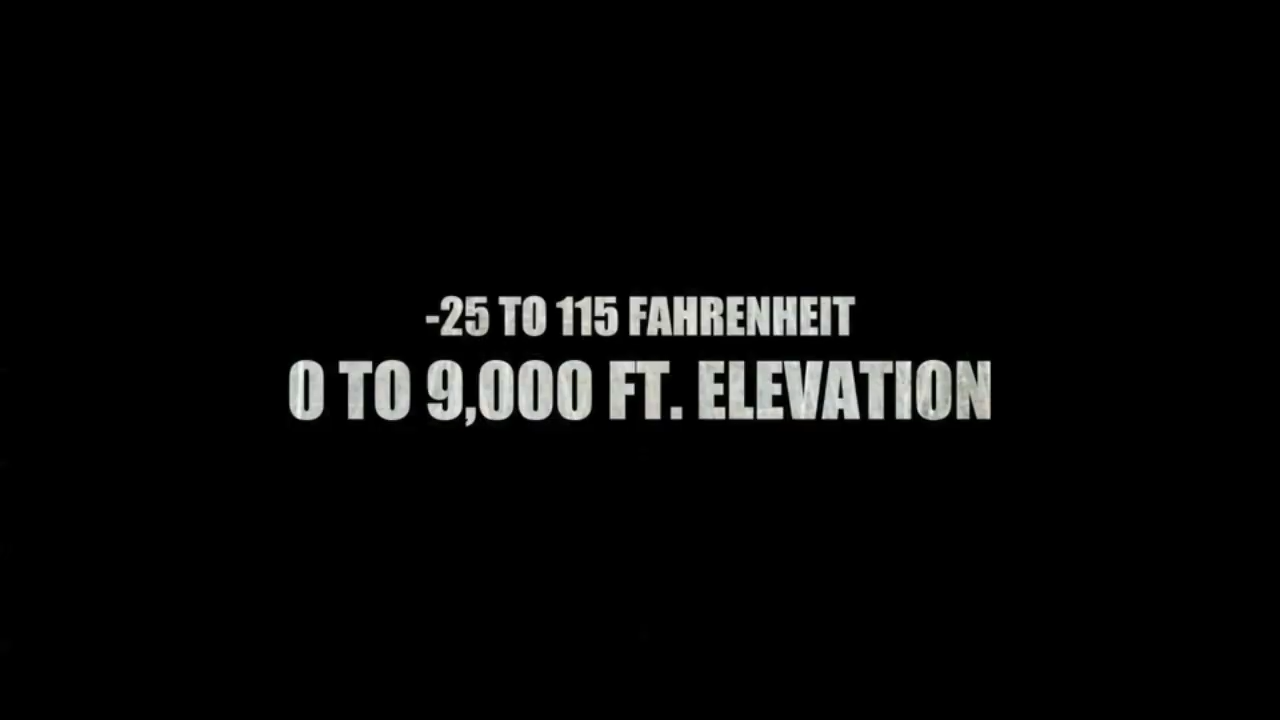 -25 TO 115 FAHRENHEIT
0 TO 9,000 FT. ELEVATION